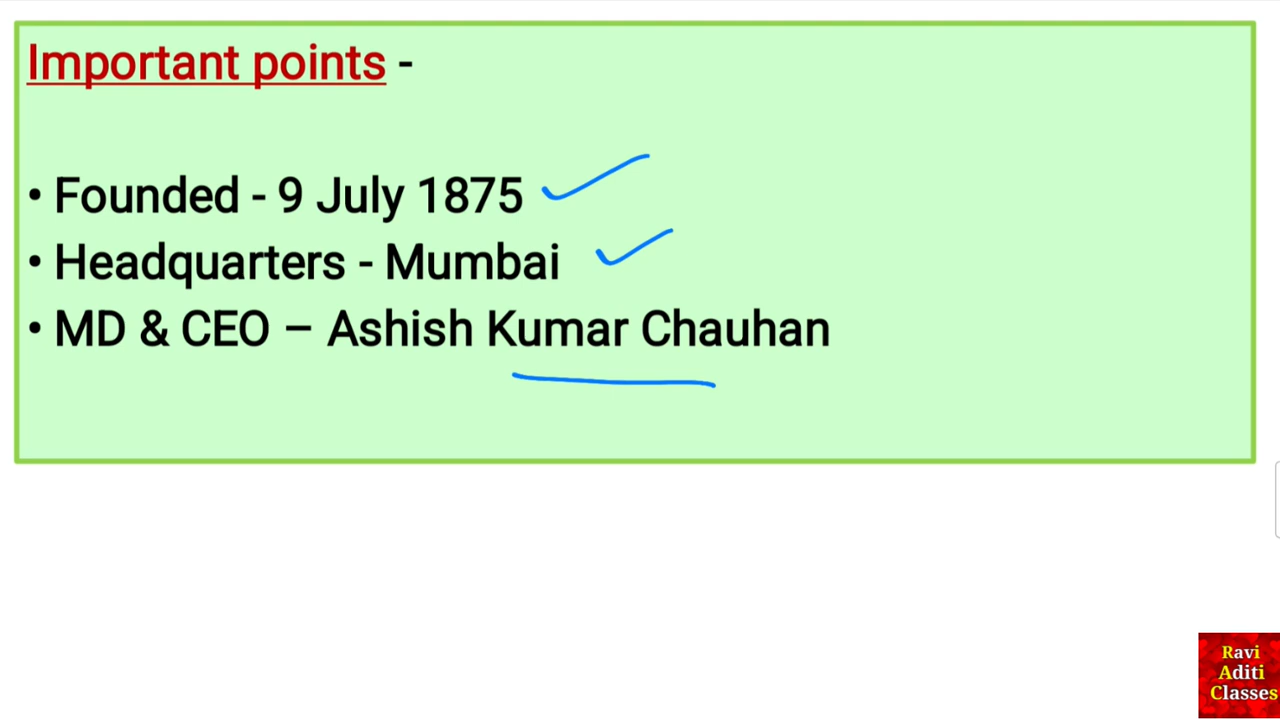 Important points -
• Founded - 9 July 1875
• Headquarters - Mumbai
• MD & CEO – Ashish Kumar Chauhan
Ravi
Aditi
Classes